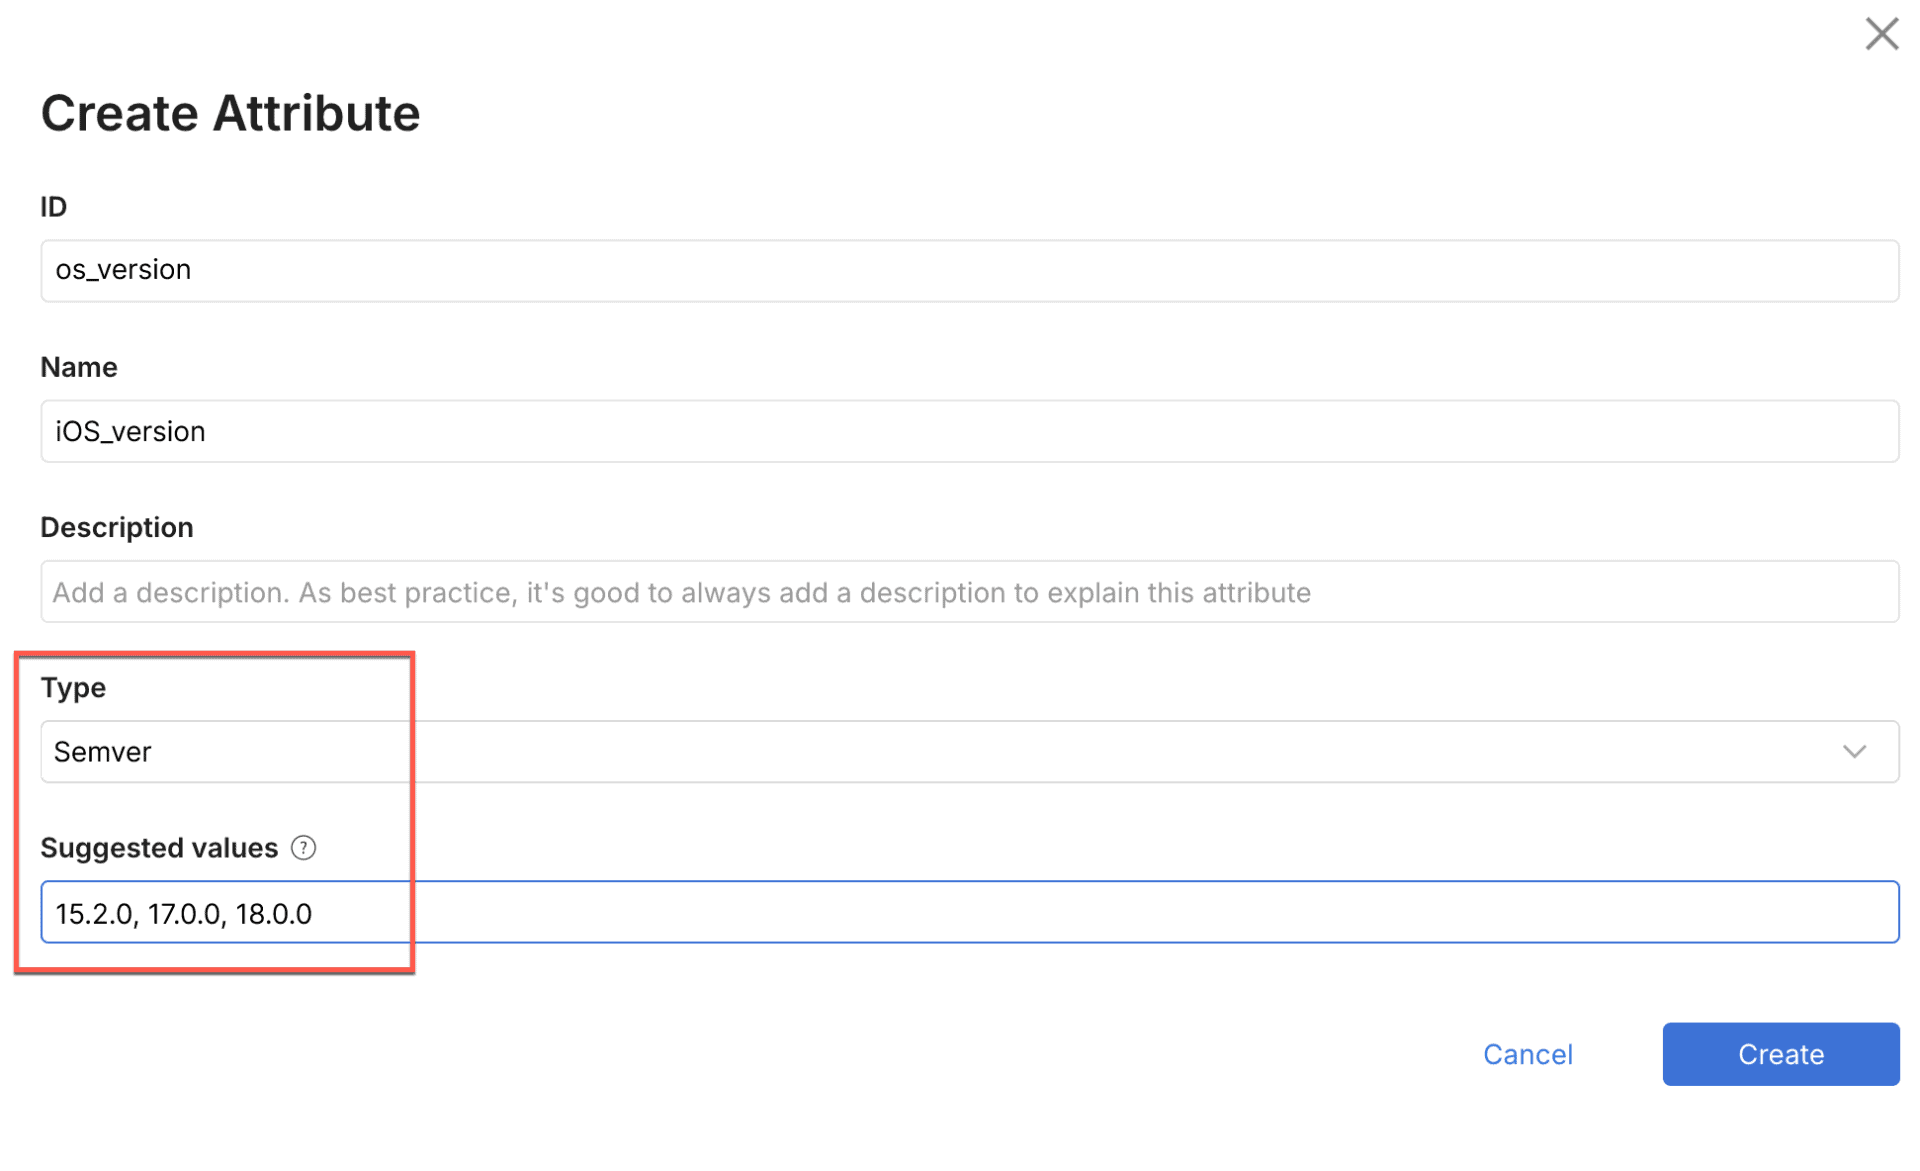 Create Attribute
ID
os_version
Name
iOS_version
Description
Add a description. As best practice, it's good to always add a description to explain this attribute
Type
Semver
Suggested values ?
15.2.0, 17.0.0, 18.0.0
Cancel Create